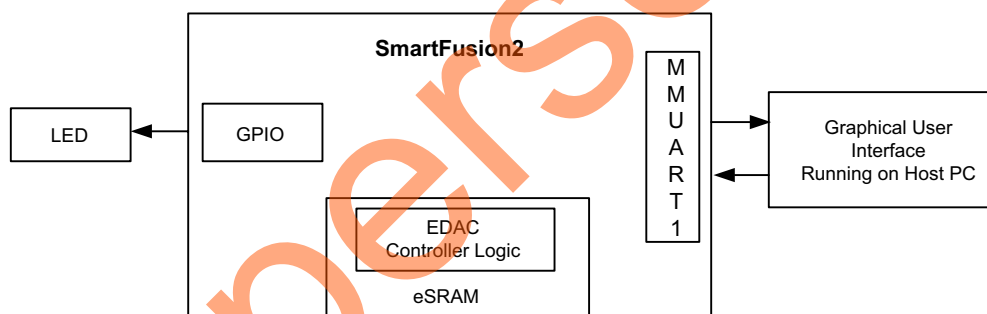 SmartFusion2
LED
GPIO
M
M
U
A
R
T
1
Graphical User
Interface
Running on Host PC
EDAC
Controller Logic
eSRAM